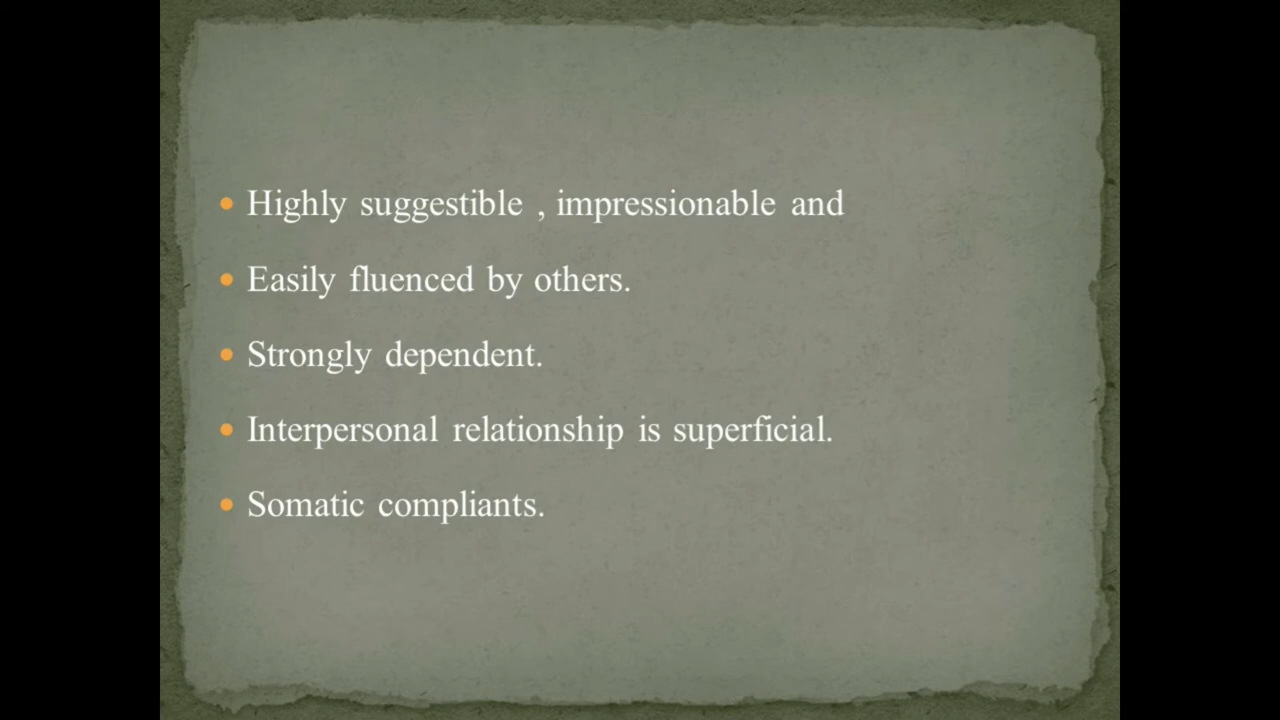 • Highly suggestible , impressionable and
• Easily fluenced by others.
• Strongly dependent.
• Interpersonal relationship is superficial.
• Somatic compliants.